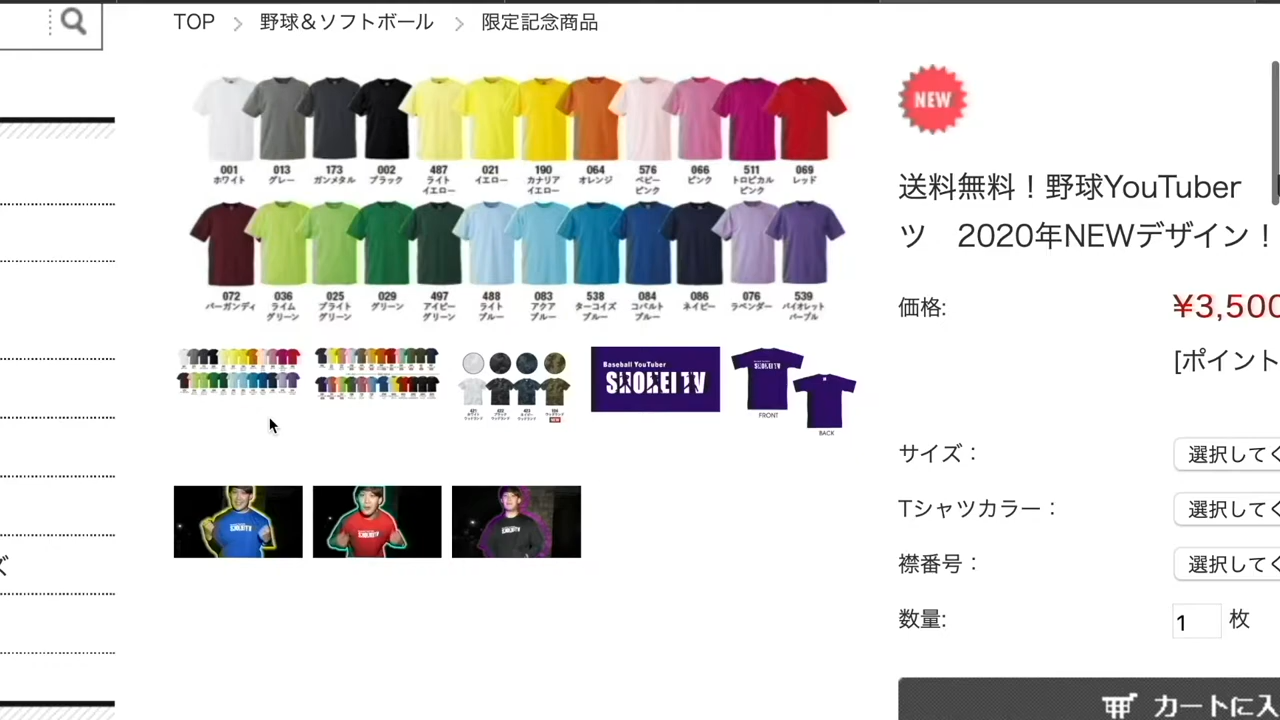 TOP > 野球＆ソフトボール > 限定記念商品
NEW
001 013 173 002 487 021 190 064 576 066 511 069
ホワイト グレー ガンメタル ブラック ライトイエロー イエロー カナリアイエロー オレンジ ベビーピンク ピンク トロピカルピンク レッド
072 036 025 029 497 488 083 538 084 086 076 539
バーガンディ ライムグリーン ブライトグリーン グリーン アイビーグリーン ライトブルー アクアブルー ターコイズブルー コバルトブルー ネイビー ラベンダー バイオレットパープル
Baseball YouTuber
SHOHEI TV
FRONT
BACK
送料無料！野球YouTuber
ツ 2020年NEWデザイン！
価格: ¥3,500
[ポイント
サイズ： 選択してく
Tシャツカラー： 選択してく
襟番号： 選択してく
数量: 1 枚
カートに入
ズ